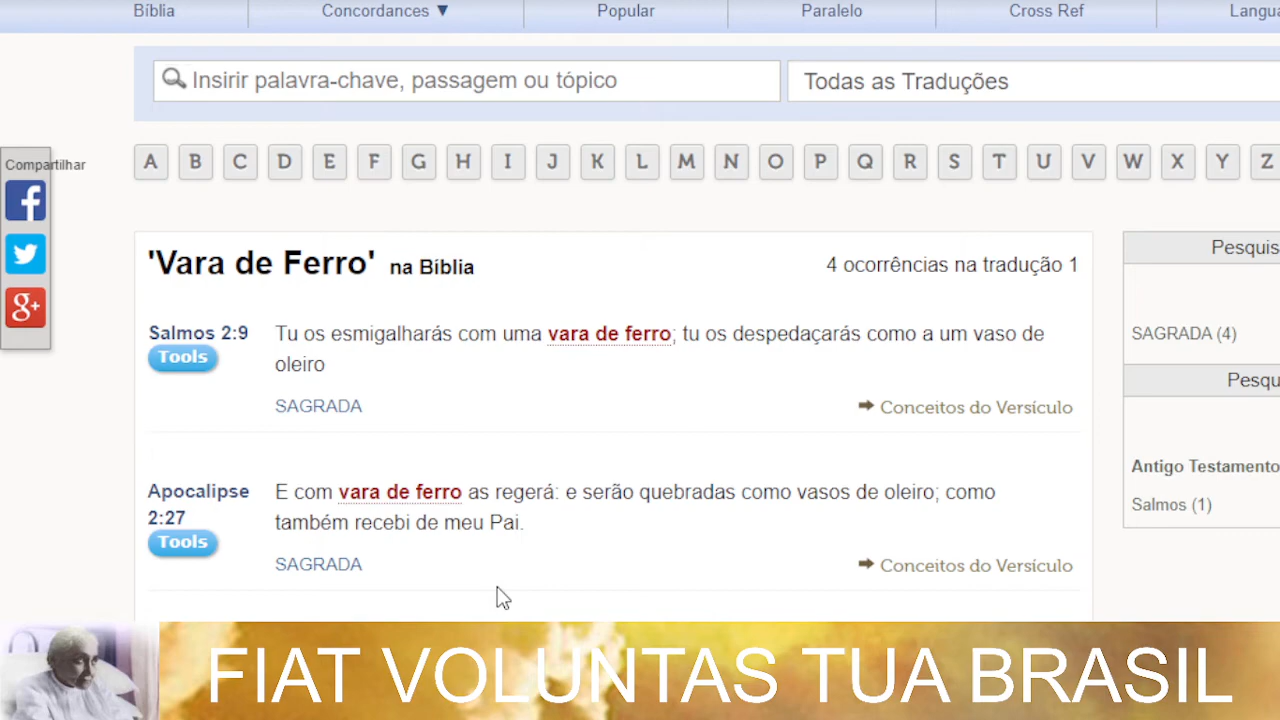 Bíblia Concordances ▼ Popular Paralelo Cross Ref Langu
Insirir palavra-chave, passagem ou tópico Todas as Traduções
Compartilhar
A B C D E F G H I J K L M N O P Q R S T U V W X Y Z
'Vara de Ferro' na Bíblia 4 ocorrências na tradução 1
Salmos 2:9
Tools
Tu os esmigalharás com uma vara de ferro; tu os despedaçarás como a um vaso de
oleiro
SAGRADA Conceitos do Versículo
Apocalipse
2:27
Tools
E com vara de ferro as regerá: e serão quebradas como vasos de oleiro; como
também recebi de meu Pai.
SAGRADA Conceitos do Versículo
Pesquis
SAGRADA (4)
Pesqu
Antigo Testamento
Salmos (1)
FIAT VOLUNTAS TUA BRASIL